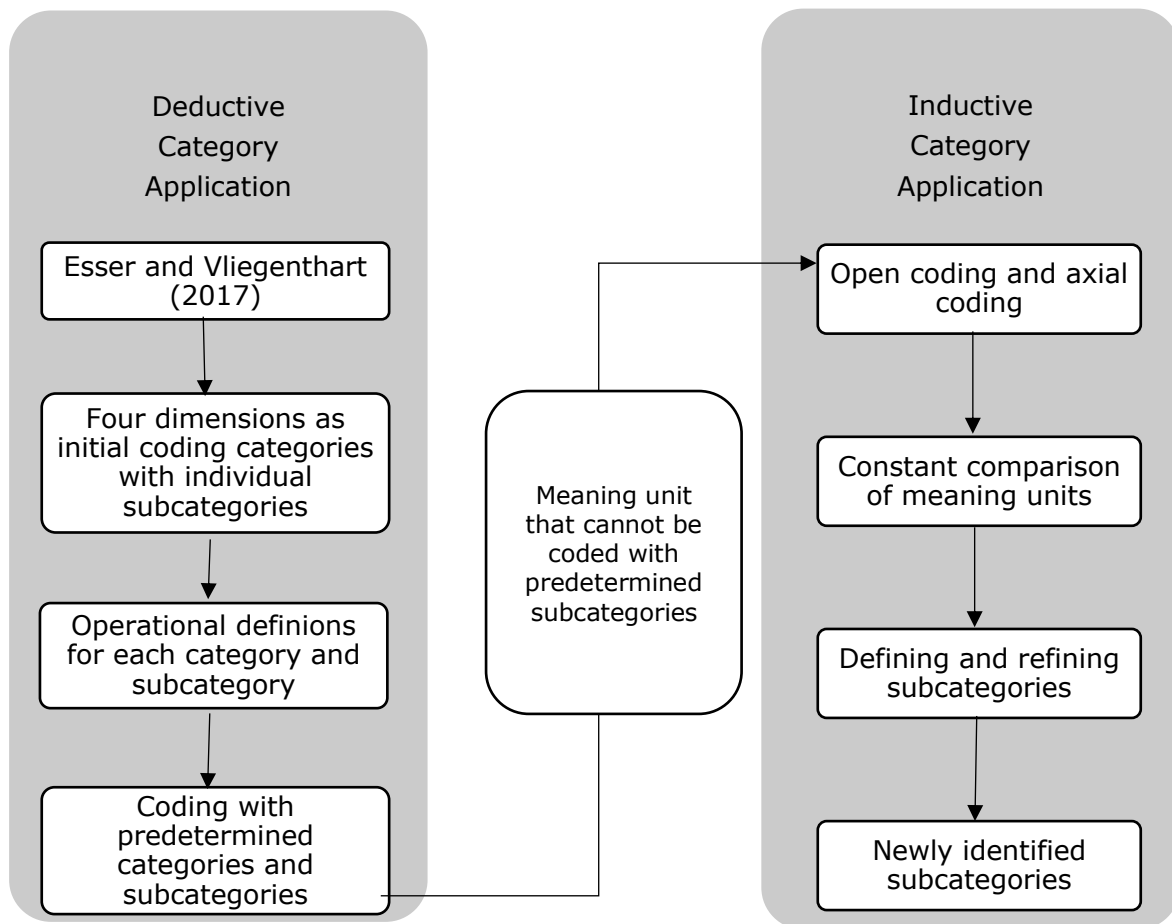 Deductive
Category
Application
Esser and Vliegenthart
(2017)
Four dimensions as
initial coding categories
with individual
subcategories
Operational definions
for each category and
subcategory
Coding with
predetermined
categories and
subcategories
Meaning unit
that cannot be
coded with
predetermined
subcategories
Inductive
Category
Application
Open coding and axial
coding
Constant comparison
of meaning units
Defining and refining
subcategories
Newly identified
subcategories